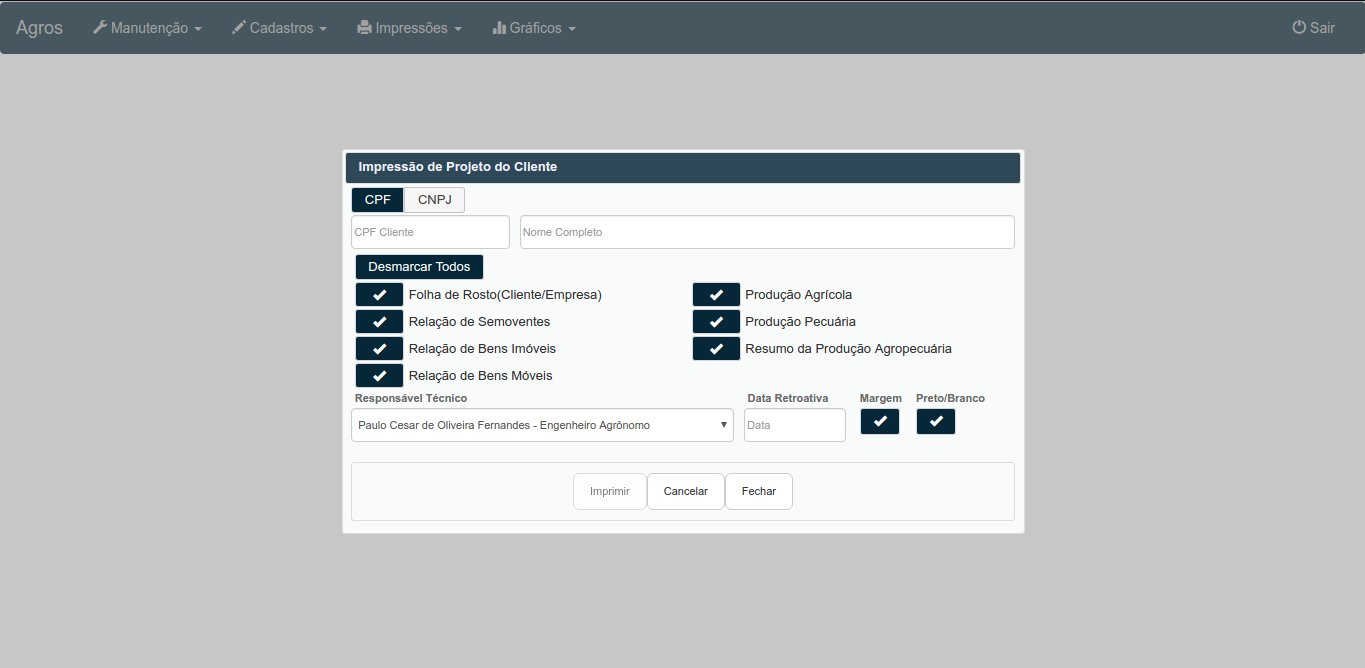 Agros Manutenção Cadastros Impressões Gráficos Sair
Impressão de Projeto do Cliente
CPF CNPJ
CPF Cliente Nome Completo
Desmarcar Todos
Folha de Rosto(Cliente/Empresa) Produção Agrícola
Relação de Semoventes Produção Pecuária
Relação de Bens Imóveis Resumo da Produção Agropecuária
Relação de Bens Móveis
Responsável Técnico Data Retroativa Margem Preto/Branco
Paulo Cesar de Oliveira Fernandes - Engenheiro Agrônomo Data
Imprimir Cancelar Fechar